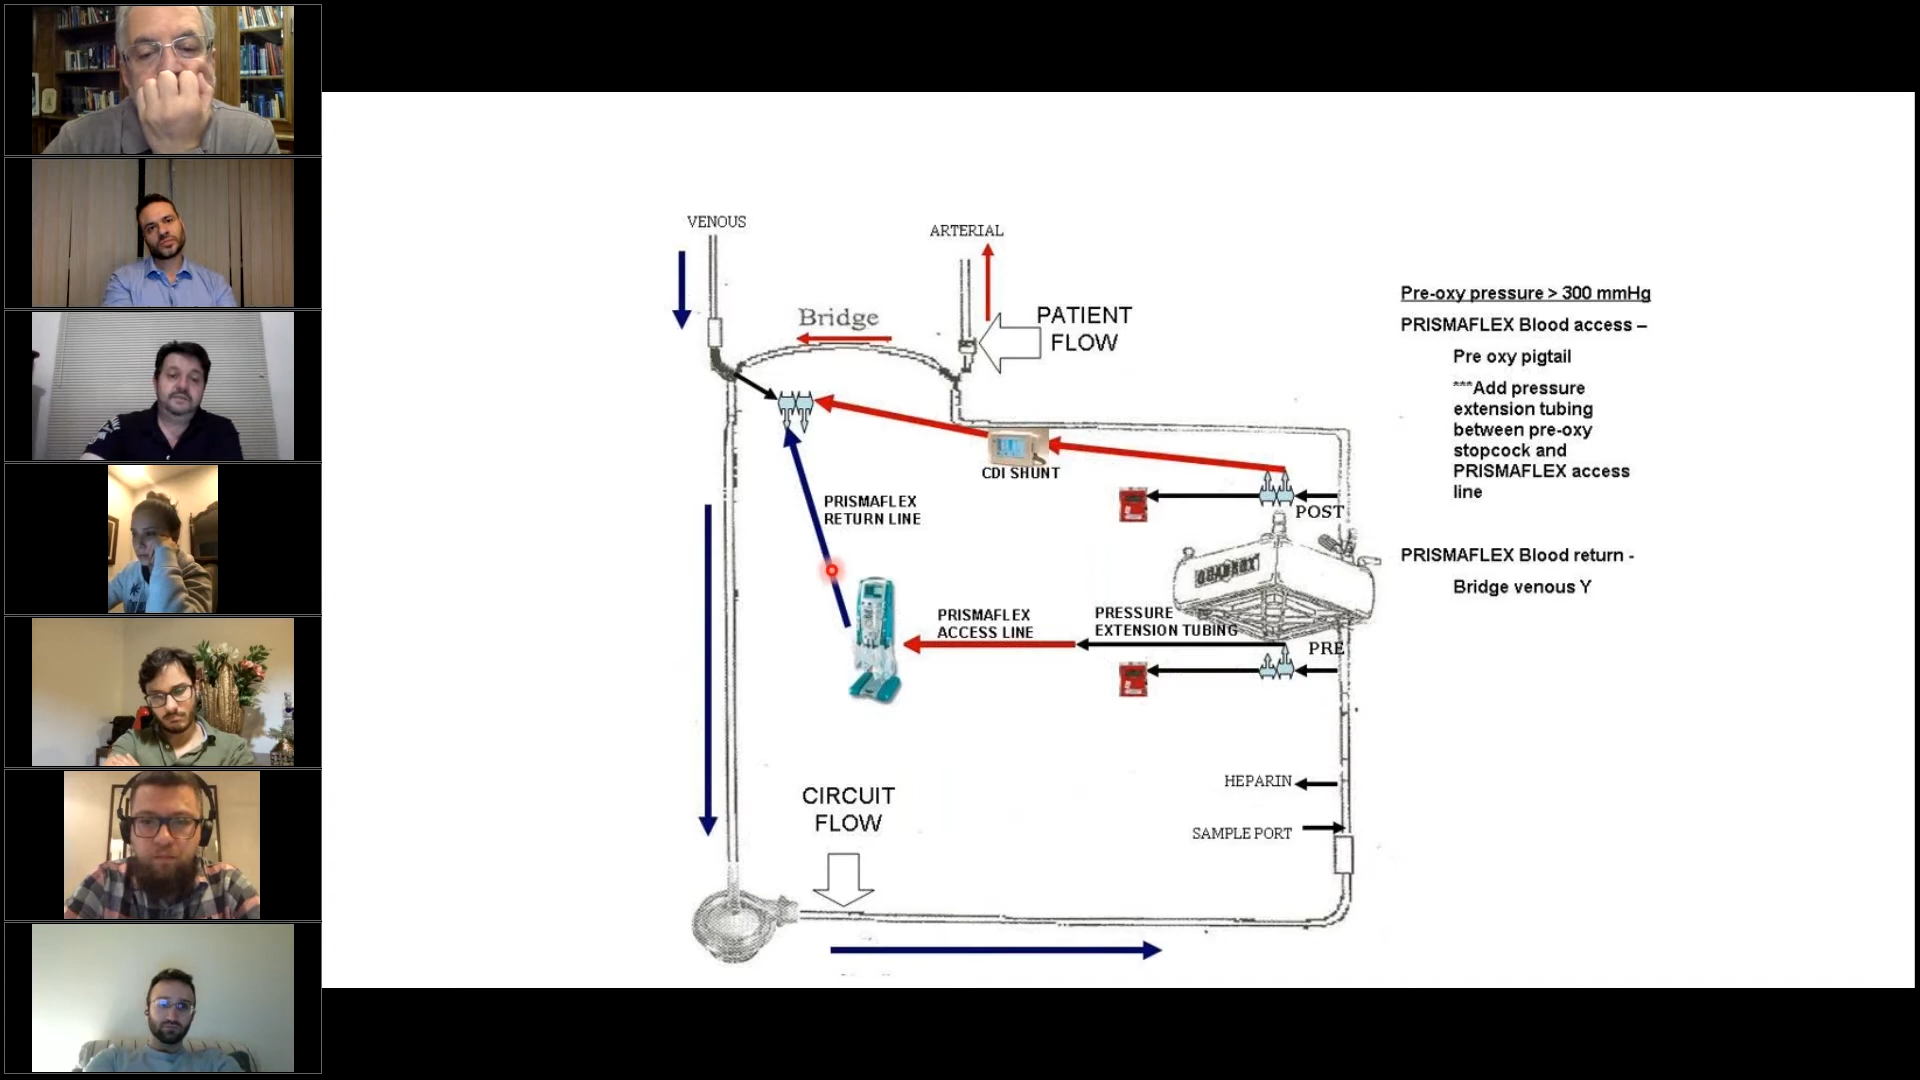 VENOUS
ARTERIAL
Bridge
PATIENT
FLOW
CDI SHUNT
PRISMAFLEX
RETURN LINE
POST
QUADROX
PRISMAFLEX
ACCESS LINE
PRESSURE
EXTENSION TUBING
PRE
HEPARIN
SAMPLE PORT
CIRCUIT
FLOW
Pre-oxy pressure > 300 mmHg
PRISMAFLEX Blood access –
Pre oxy pigtail
***Add pressure
extension tubing
between pre-oxy
stopcock and
PRISMAFLEX access
line
PRISMAFLEX Blood return -
Bridge venous Y